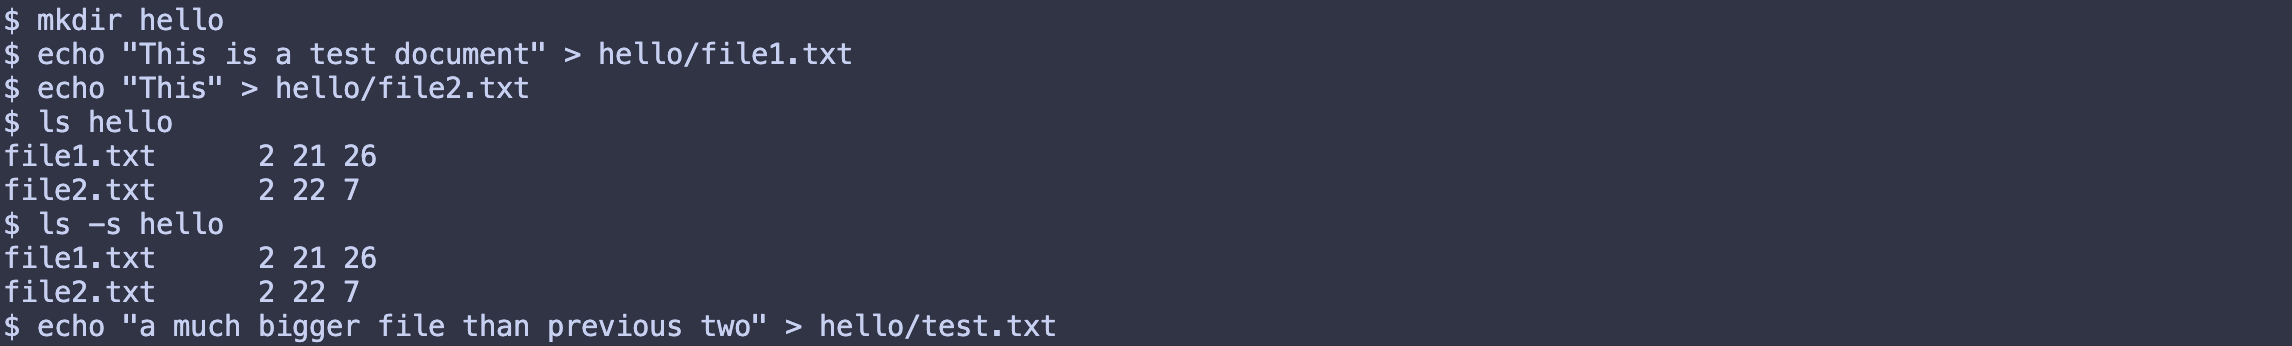 $ mkdir hello
$ echo "This is a test document" > hello/file1.txt
$ echo "This" > hello/file2.txt
$ ls hello
file1.txt      2 21 26
file2.txt      2 22 7
$ ls -s hello
file1.txt      2 21 26
file2.txt      2 22 7
$ echo "a much bigger file than previous two" > hello/test.txt